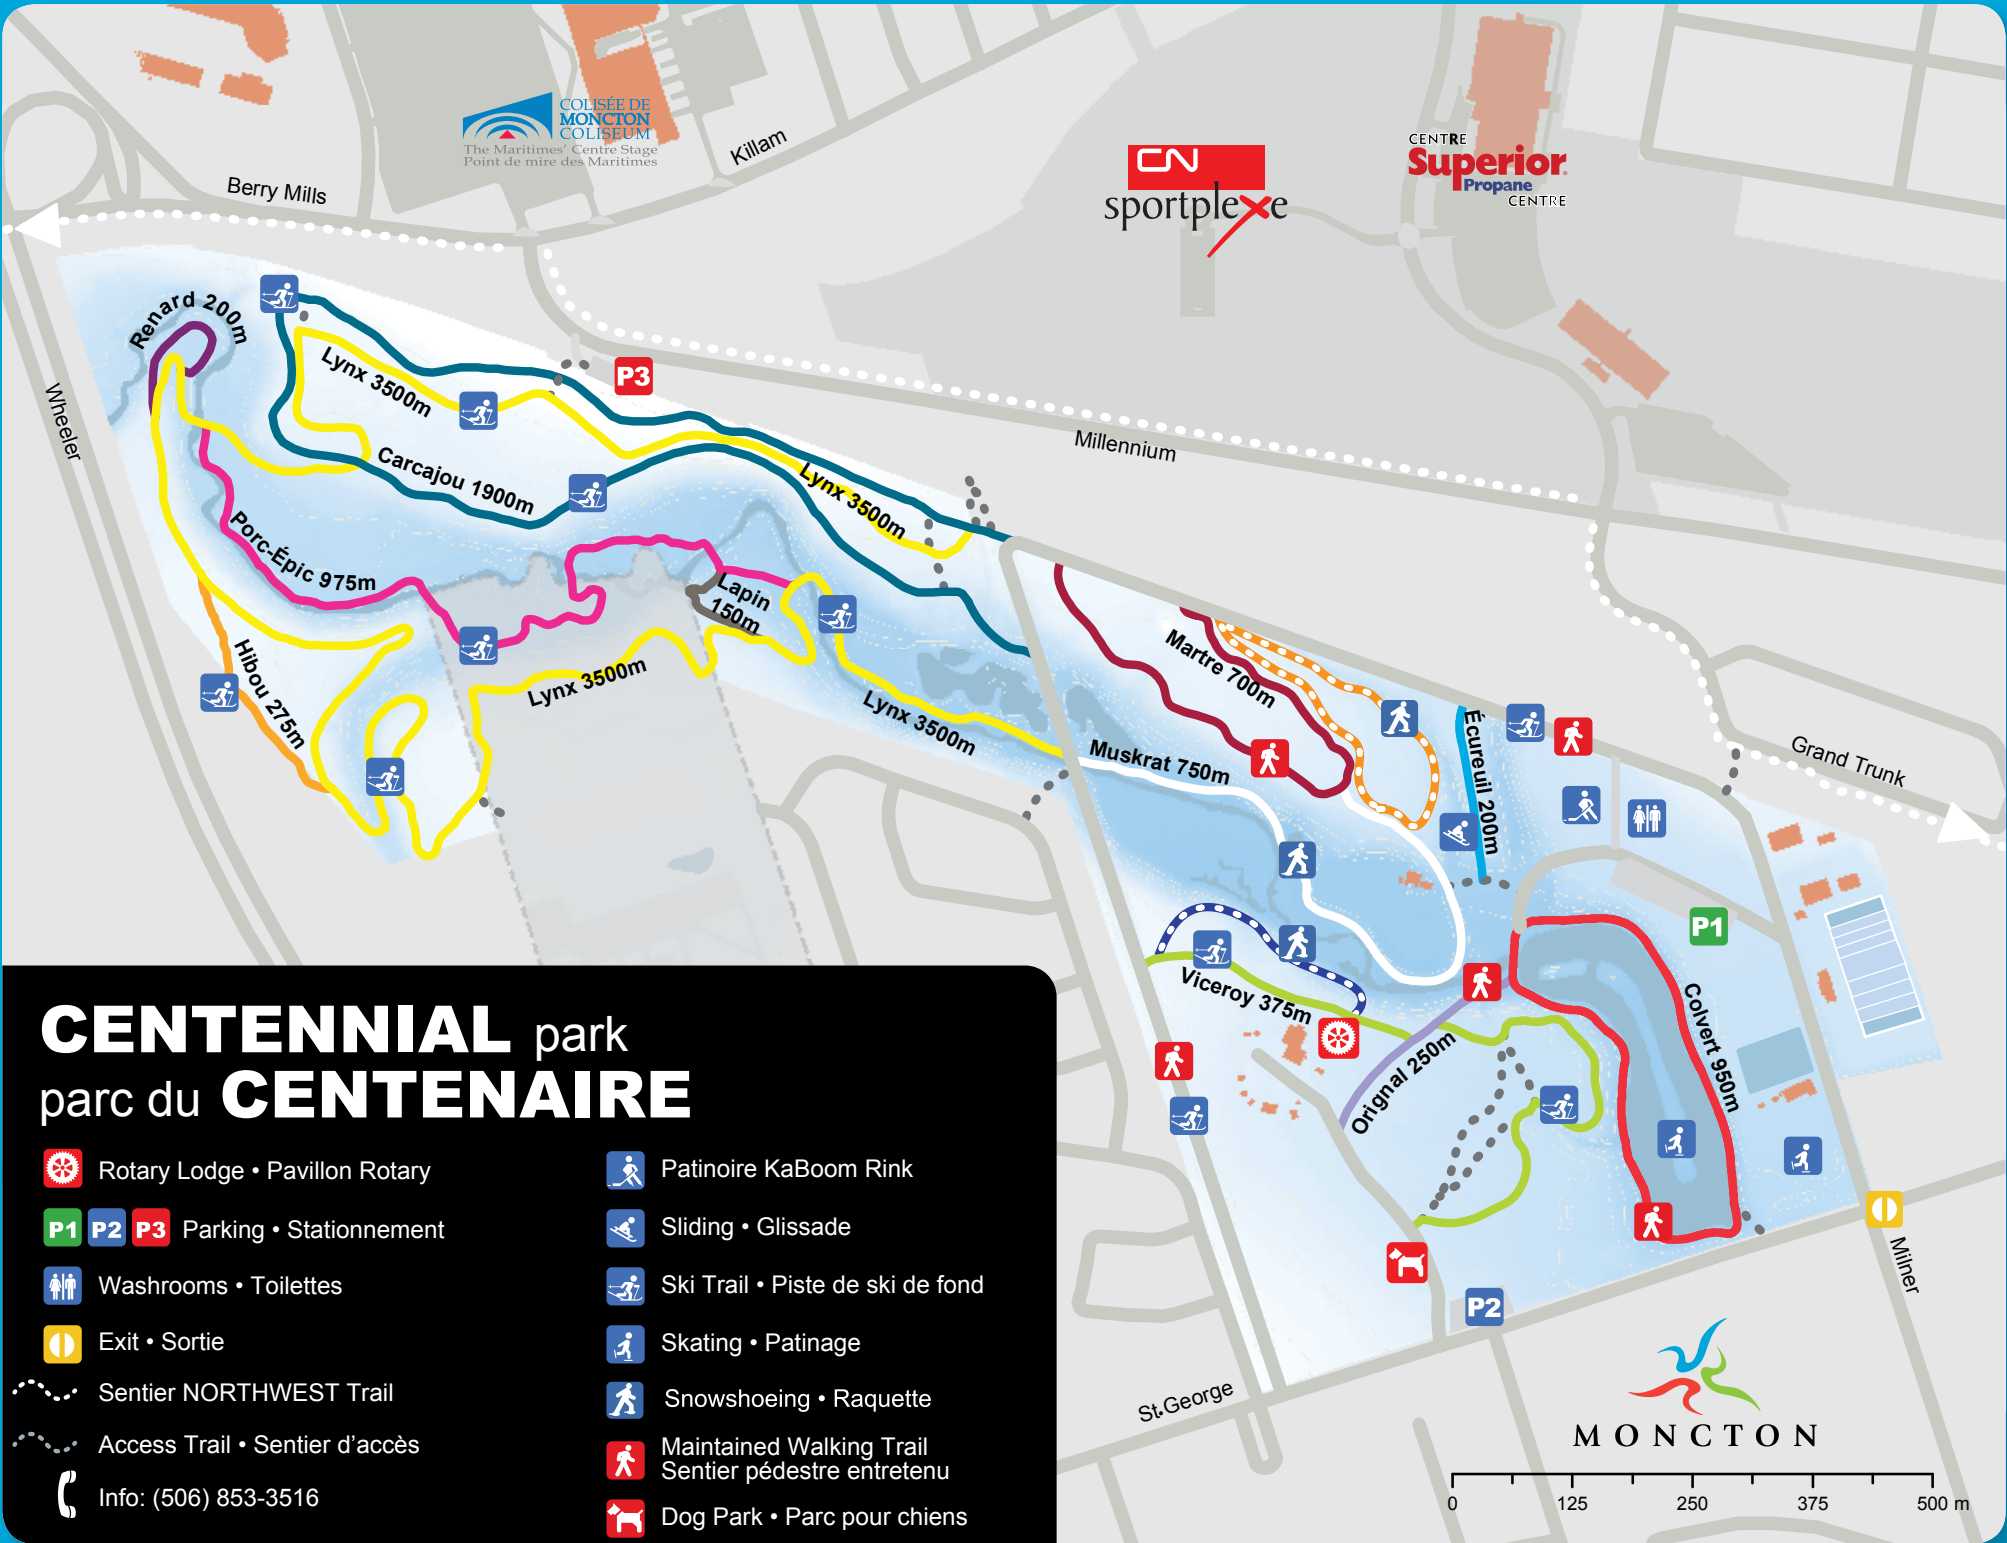 COLISÉE DE
MONCTON
COLISEUM
The Maritimes' Centre Stage
Point de mire des Maritimes
Killam
Berry Mills
CN
sportplexe
CENTRE
Superior
Propane
CENTRE
Renard 200m
Lynx 3500m
P3
Wheeler
Millennium
Carcajou 1900m
Lynx 3500m
Porc-Épic 975m
Lapin
150m
Hibou 275m
Lynx 3500m
Lynx 3500m
Martre 700m
Muskrat 750m
Écureuil 200m
Grand Trunk
P1
Viceroy 375m
Colvert 950m
Orignal 250m
P2
Milner
St.George
CENTENNIAL park
parc du CENTENAIRE
Rotary Lodge • Pavillon Rotary
P1 P2 P3 Parking • Stationnement
Washrooms • Toilettes
Exit • Sortie
Sentier NORTHWEST Trail
Access Trail • Sentier d'accès
Info: (506) 853-3516
Patinoire KaBoom Rink
Sliding • Glissade
Ski Trail • Piste de ski de fond
Skating • Patinage
Snowshoeing • Raquette
Maintained Walking Trail
Sentier pédestre entretenu
Dog Park • Parc pour chiens
MONCTON
0 125 250 375 500 m